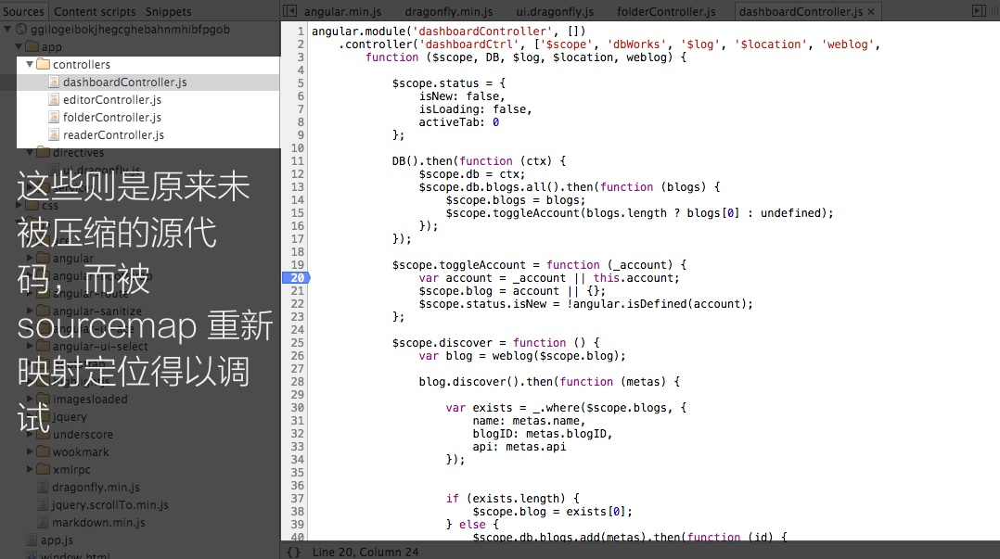 Sources Content scripts Snippets
angular.min.js dragonfly.min.js ui.dragonfly.js folderController.js dashboardController.js ×
ggilogeibokjhegcghebahnmhibfpgob
app
controllers
dashboardController.js
editorController.js
folderController.js
readerController.js
directives
ui.dragonfly.js
css
angular
angular-route
angular-sanitize
angular-ui-select
imagesloaded
jquery
underscore
wookmark
xmlrpc
dragonfly.min.js
jquery.scrollTo.min.js
markdown.min.js
app.js
window.html
这些则是原来未
被压缩的源代
码，而被
sourcemap 重新
映射定位得以调
试
1 angular.module('dashboardController', [])
2 .controller('dashboardCtrl', ['$scope', 'dbWorks', '$log', '$location', 'weblog',
3 function ($scope, DB, $log, $location, weblog) {
4
5 $scope.status = {
6 isNew: false,
7 isLoading: false,
8 activeTab: 0
9 };
10
11 DB().then(function (ctx) {
12 $scope.db = ctx;
13 $scope.db.blogs.all().then(function (blogs) {
14 $scope.blogs = blogs;
15 $scope.toggleAccount(blogs.length ? blogs[0] : undefined);
16 });
17 });
18
19 $scope.toggleAccount = function (_account) {
20 var account = _account || this.account;
21 $scope.blog = account || {};
22 $scope.status.isNew = !angular.isDefined(account);
23 };
24
25 $scope.discover = function () {
26 var blog = weblog($scope.blog);
27
28 blog.discover().then(function (metas) {
29
30 var exists = _.where($scope.blogs, {
31 name: metas.name,
32 blogID: metas.blogID,
33 api: metas.api
34 });
35
36
37 if (exists.length) {
38 $scope.blog = exists[0];
39 } else {
40 $scope.db.blogs.add(metas).then(function (id) {
{} Line 20, Column 24